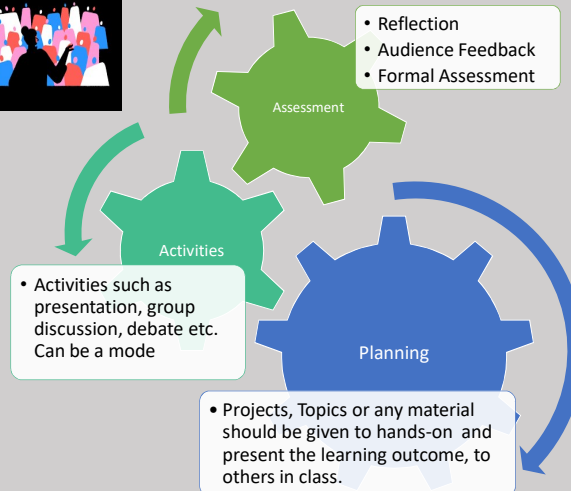 • Reflection
• Audience Feedback
• Formal Assessment
Assessment
Activities
• Activities such as
presentation, group
discussion, debate etc.
Can be a mode
Planning
• Projects, Topics or any material
should be given to hands-on and
present the learning outcome, to
others in class.